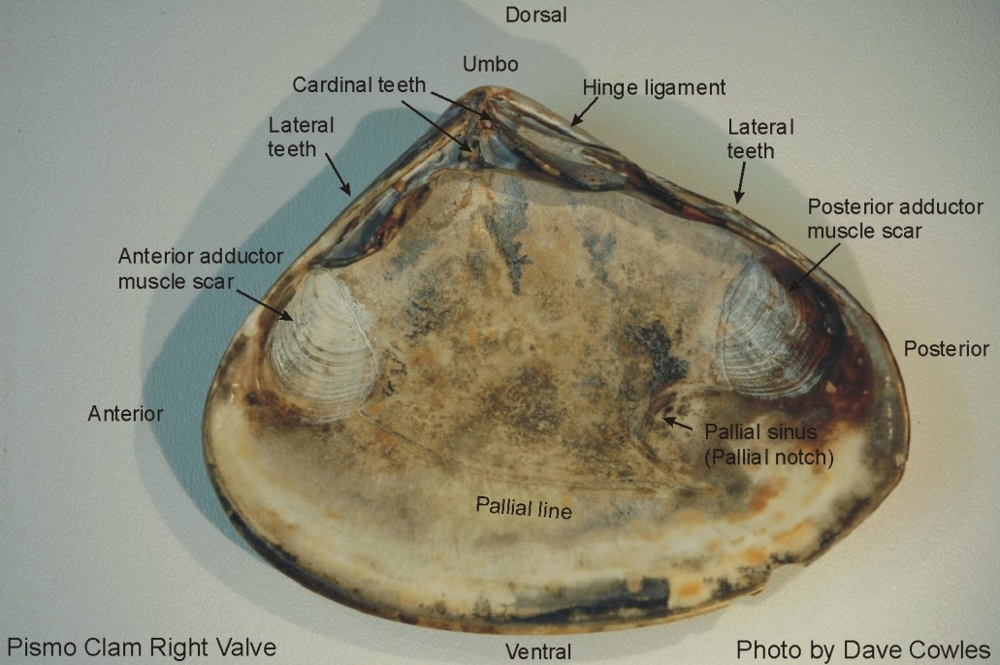 Dorsal
Umbo
Cardinal teeth
Hinge ligament
Lateral
teeth
Lateral
teeth
Posterior adductor
muscle scar
Anterior adductor
muscle scar
Posterior
Anterior
Pallial sinus
(Pallial notch)
Pallial line
Pismo Clam Right Valve
Ventral
Photo by Dave Cowles